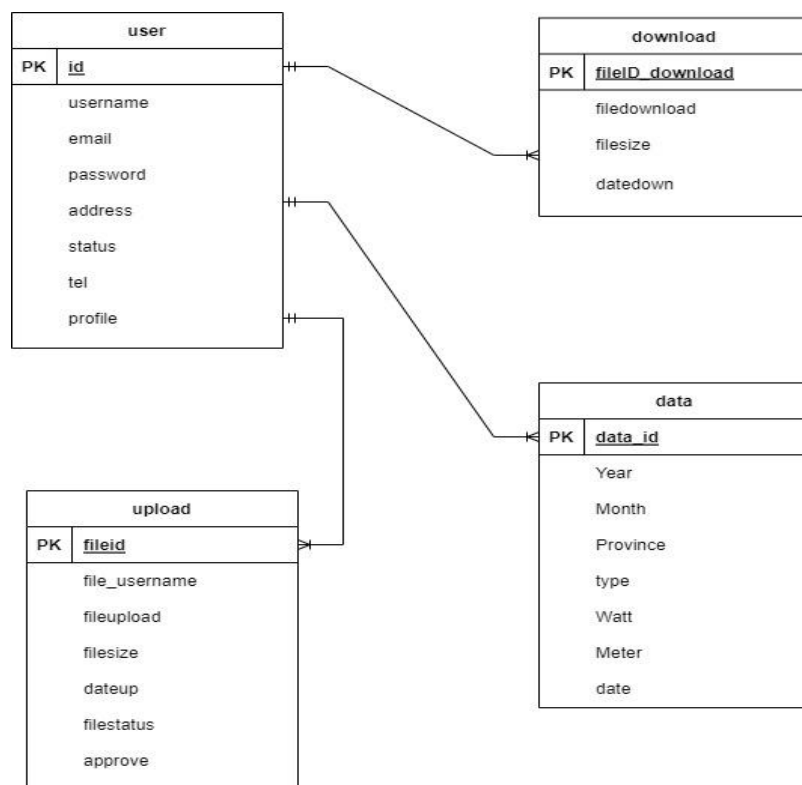 user
PK id
username
email
password
address
status
tel
profile
download
PK fileID_download
filedownload
filesize
datedown
data
PK data_id
Year
Month
Province
type
Watt
Meter
date
upload
PK fileid
file_username
fileupload
filesize
dateup
filestatus
approve